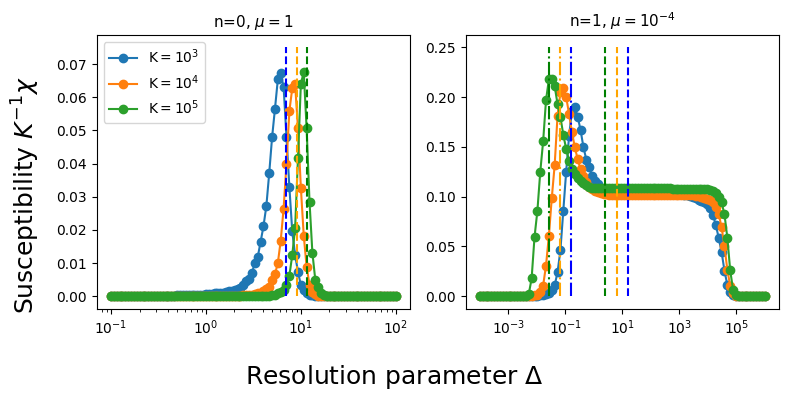 n=0, μ = 1
n=1, μ = 10⁻⁴
K = 10³
K = 10⁴
K = 10⁵
Susceptibility K⁻¹χ
0.07
0.06
0.05
0.04
0.03
0.02
0.01
0.00
0.25
0.20
0.15
0.10
0.05
0.00
10⁻¹ 10⁰ 10¹ 10²
10⁻³ 10⁻¹ 10¹ 10³ 10⁵
Resolution parameter Δ